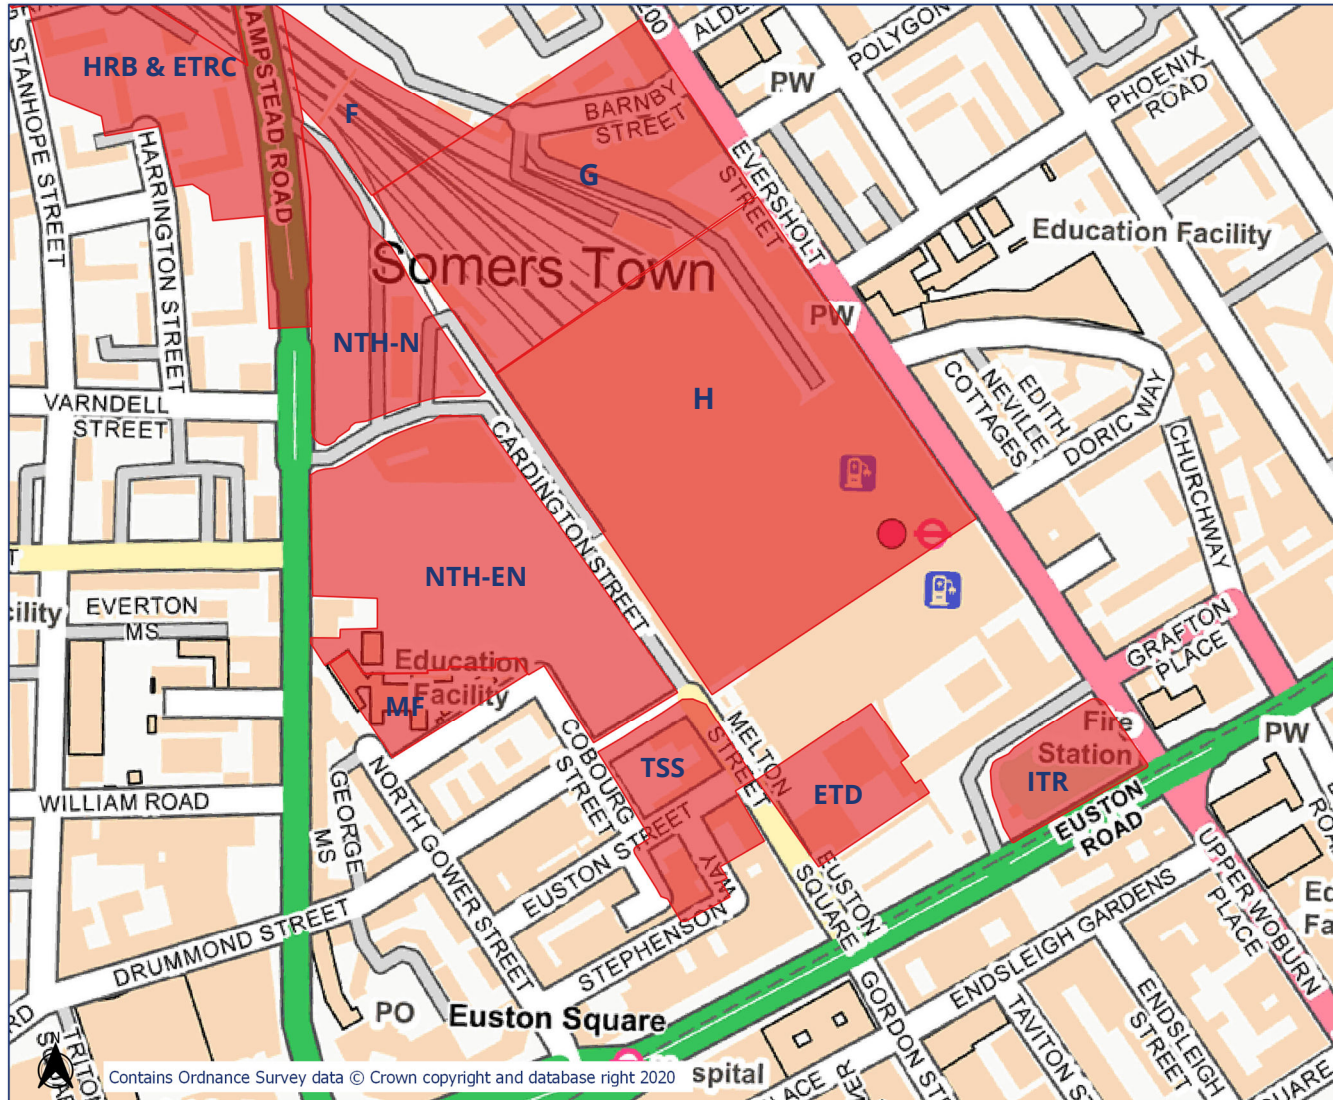 STANHOPE STREET
HRB & ETRC
HAMPSTEAD ROAD
F
BARNBY
STREET
G
POLYGON
PW
PHOENIX
ROAD
EVERSHOLT
STREET
HARRINGTON STREET
Education Facility
Somers Town
PW
NTH-N
H
VARNDELL
STREET
COTTAGES
NEVILLE
EDITH
DORIC WAY
CHURCHWAY
CARDINGTON STREET
NTH-EN
EVERTON
MS
GRAFTON
PLACE
Education
Facility
MF
MELTON
STREET
COBOURG
STREET
TSS
ETD
Fire
Station
ITR
PW
EUSTON
ROAD
WILLIAM ROAD
GEORGE
MS
NORTH GOWER STREET
EUSTON STREET
WAY
STEPHENSON
EUSTON
SQUARE
UPPER WOBURN
PLACE
DRUMMOND STREET
ENDSLEIGH GARDENS
PO
Euston Square
ENDSLEIGH
STREET
Contains Ordnance Survey data © Crown copyright and database right 2020